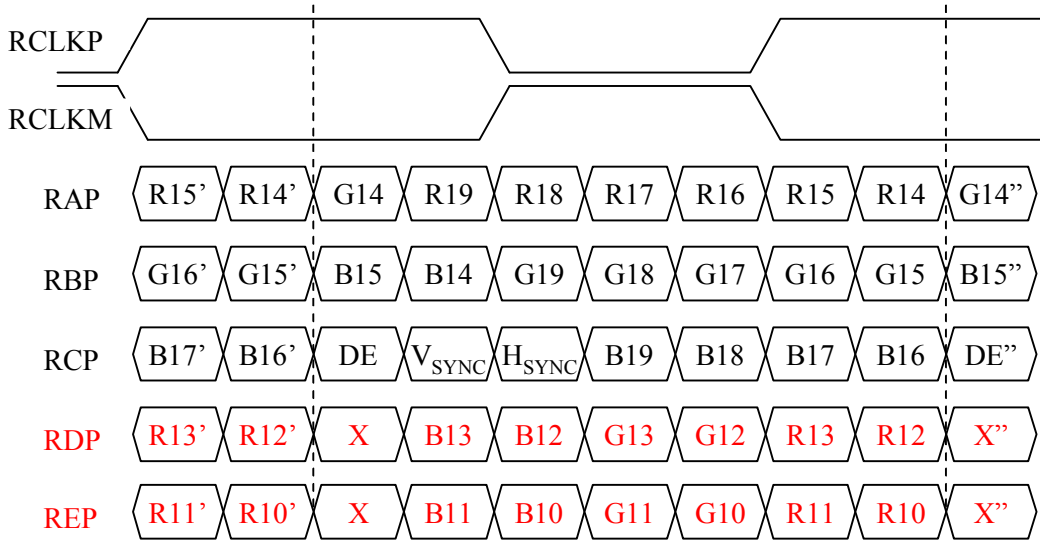 RCLKP
RCLKM
RAP R15’ R14’ G14 R19 R18 R17 R16 R15 R14 G14”
RBP G16’ G15’ B15 B14 G19 G18 G17 G16 G15 B15”
RCP B17’ B16’ DE VSYNC HSYNC B19 B18 B17 B16 DE”
RDP R13’ R12’ X B13 B12 G13 G12 R13 R12 X”
REP R11’ R10’ X B11 B10 G11 G10 R11 R10 X”